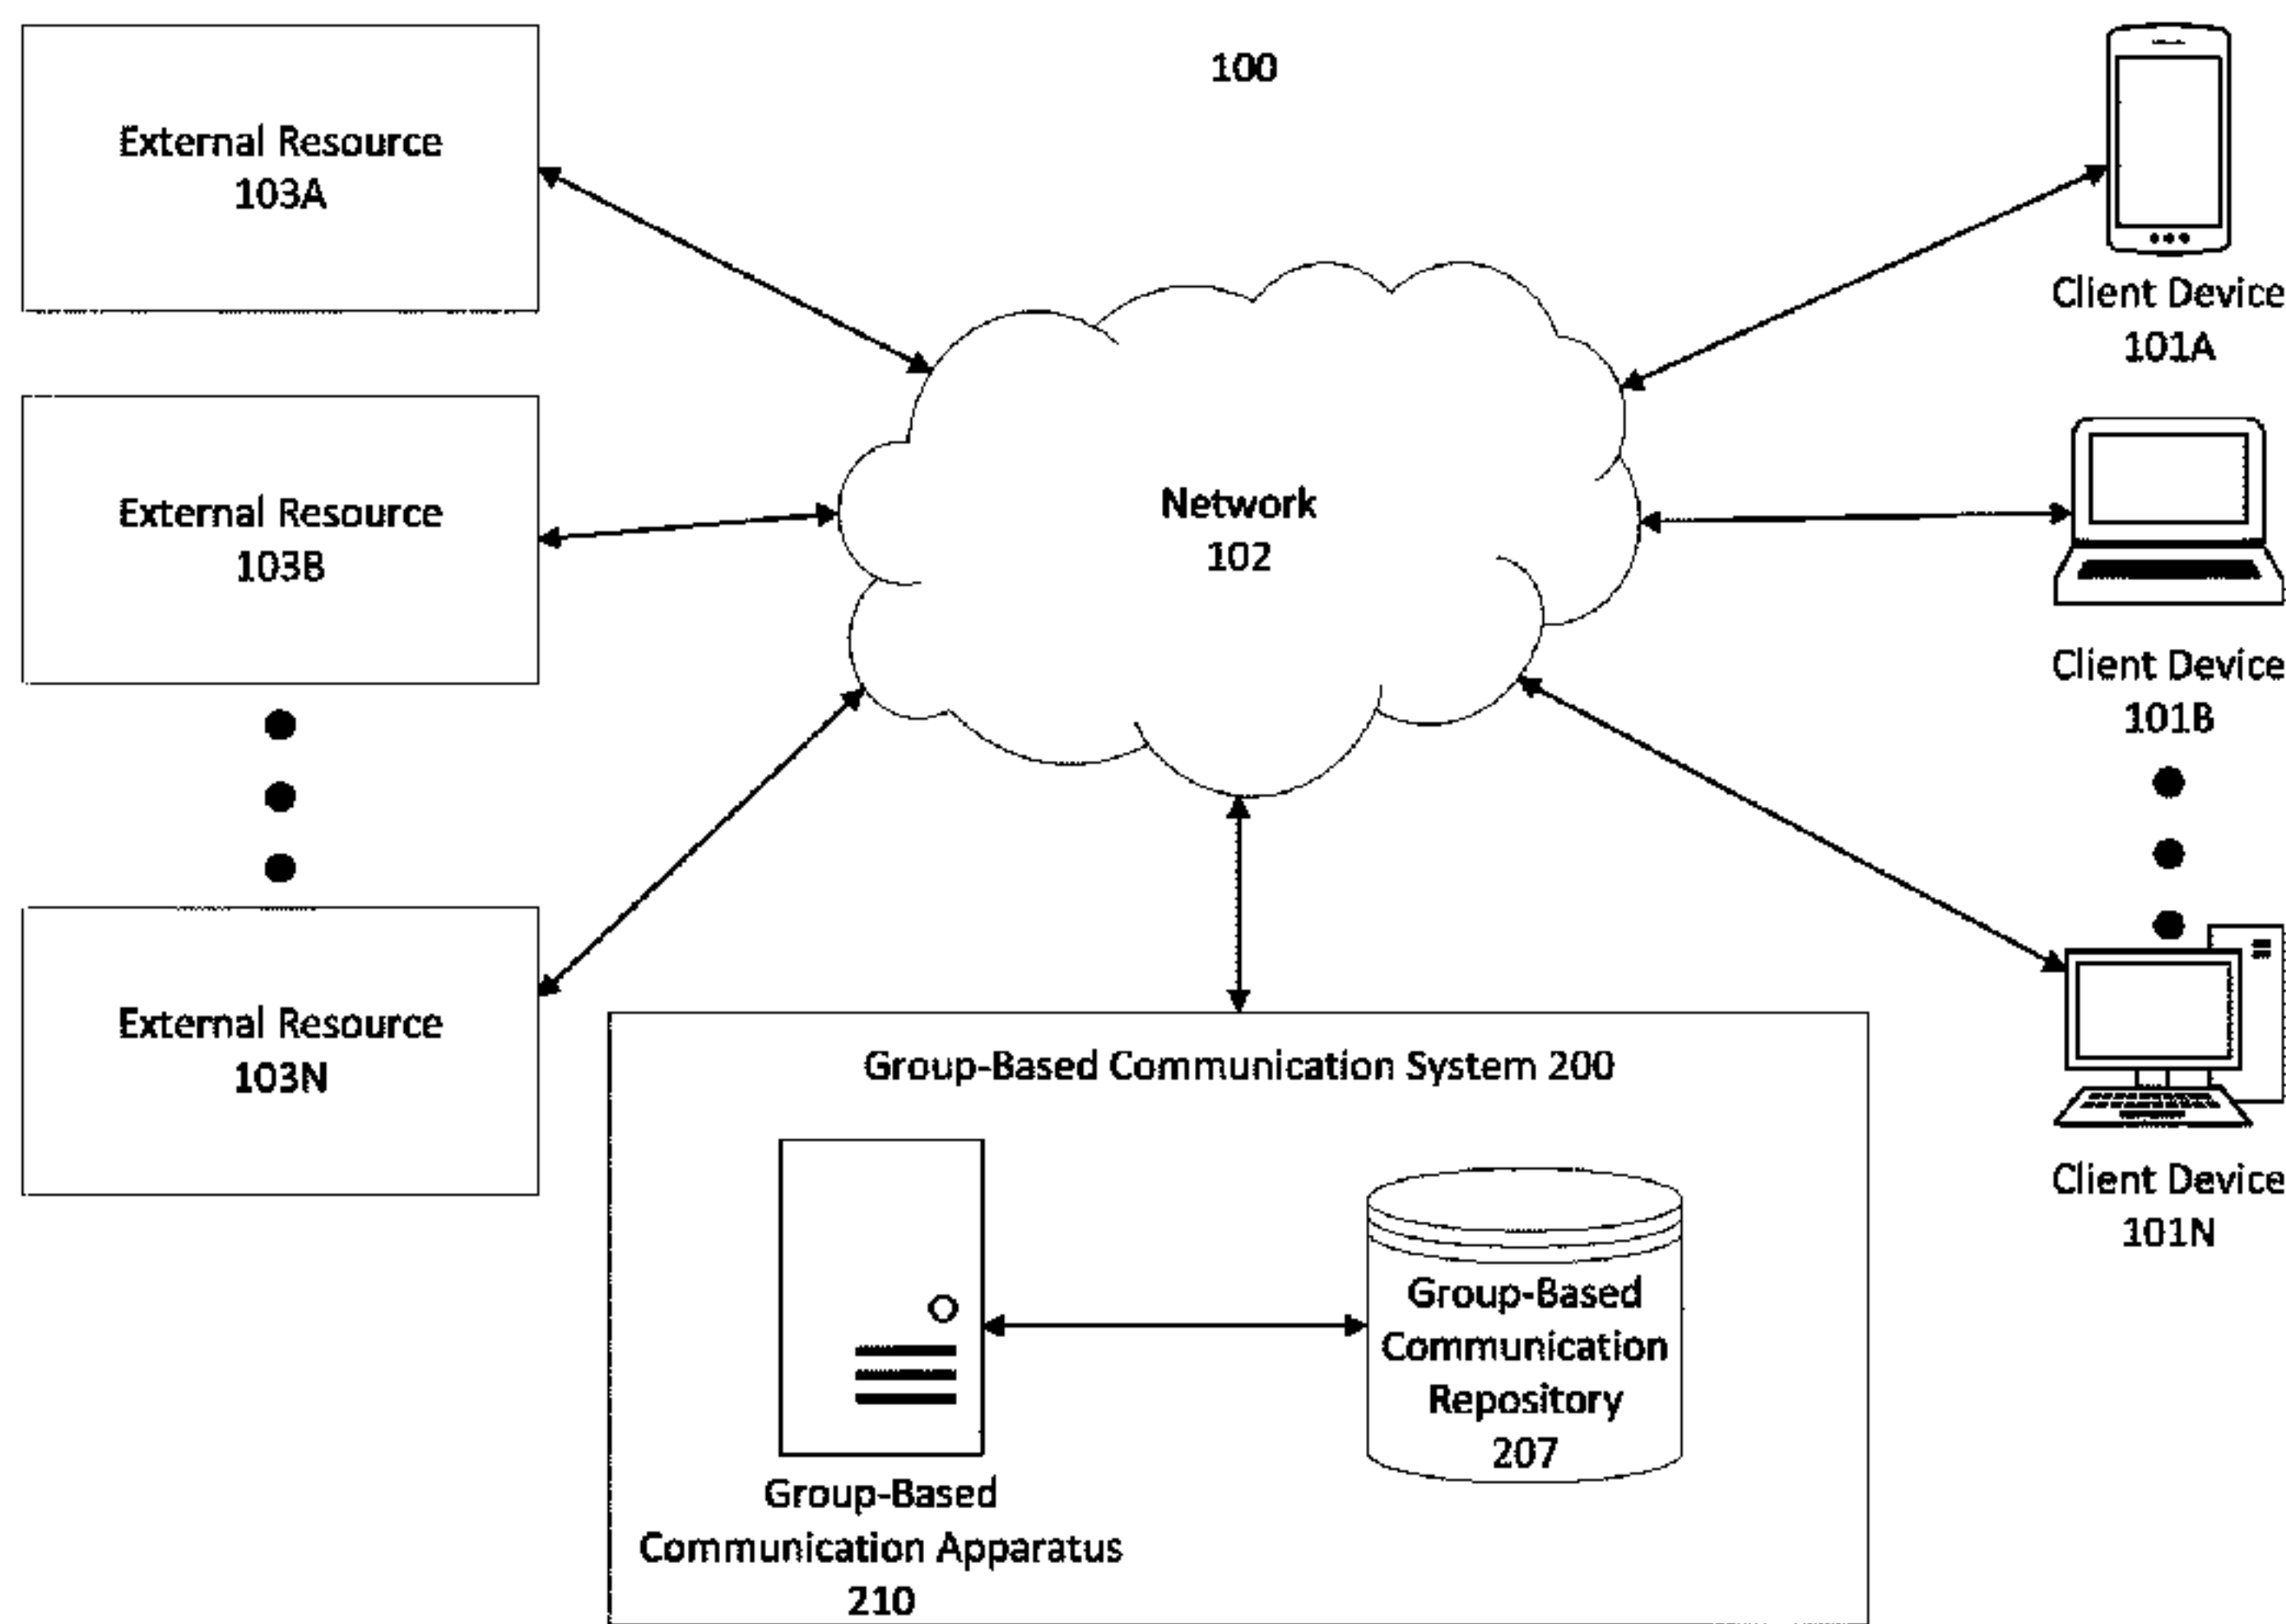 100
External Resource
103A
External Resource
103B
External Resource
103N
Network
102
Client Device
101A
Client Device
101B
Client Device
101N
Group-Based Communication System 200
Group-Based
Communication Apparatus
210
Group-Based
Communication
Repository
207